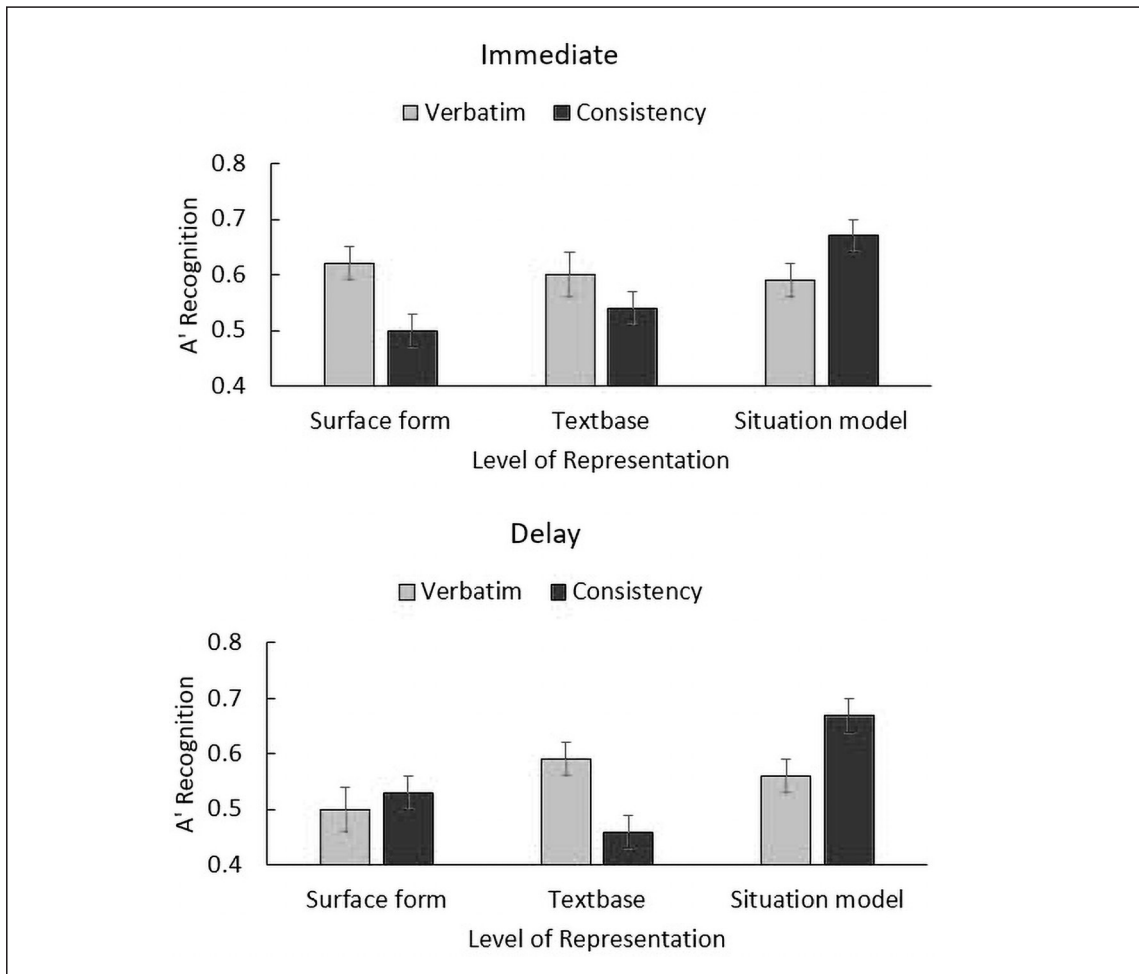 Immediate
Verbatim Consistency
0.8
0.7
0.6
0.5
0.4
A' Recognition
Surface form Textbase Situation model
Level of Representation
Delay
Verbatim Consistency
0.8
0.7
0.6
0.5
0.4
A' Recognition
Surface form Textbase Situation model
Level of Representation